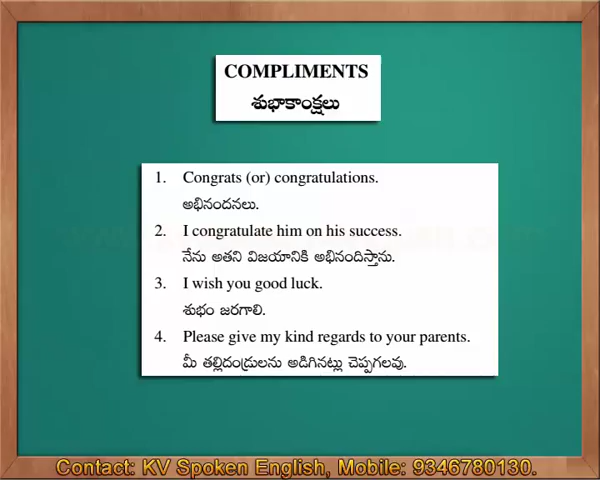 COMPLIMENTS
శుభాకాంక్షలు
1. Congrats (or) congratulations.
అభినందనలు.
2. I congratulate him on his success.
నేను అతని విజయానికి అభినందిస్తాను.
3. I wish you good luck.
శుభం జరగాలి.
4. Please give my kind regards to your parents.
మీ తల్లిదండ్రులను అడిగినట్లు చెప్పగలవు.
Contact: KV Spoken English, Mobile: 9346780130.